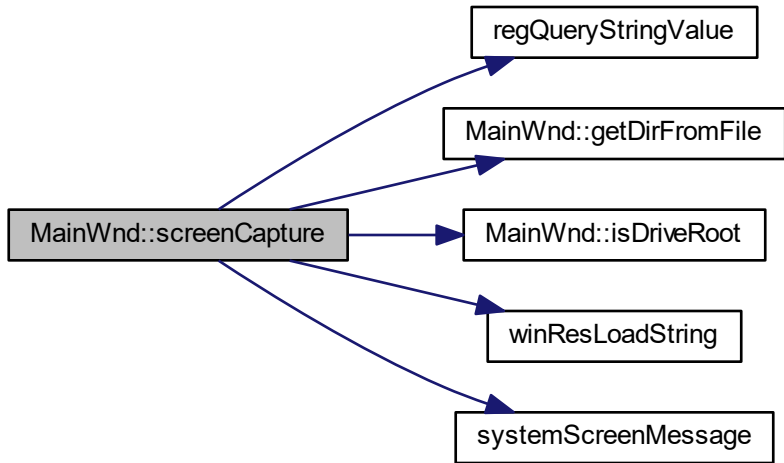 regQueryStringValue
MainWnd::getDirFromFile
MainWnd::screenCapture
MainWnd::isDriveRoot
winResLoadString
systemScreenMessage